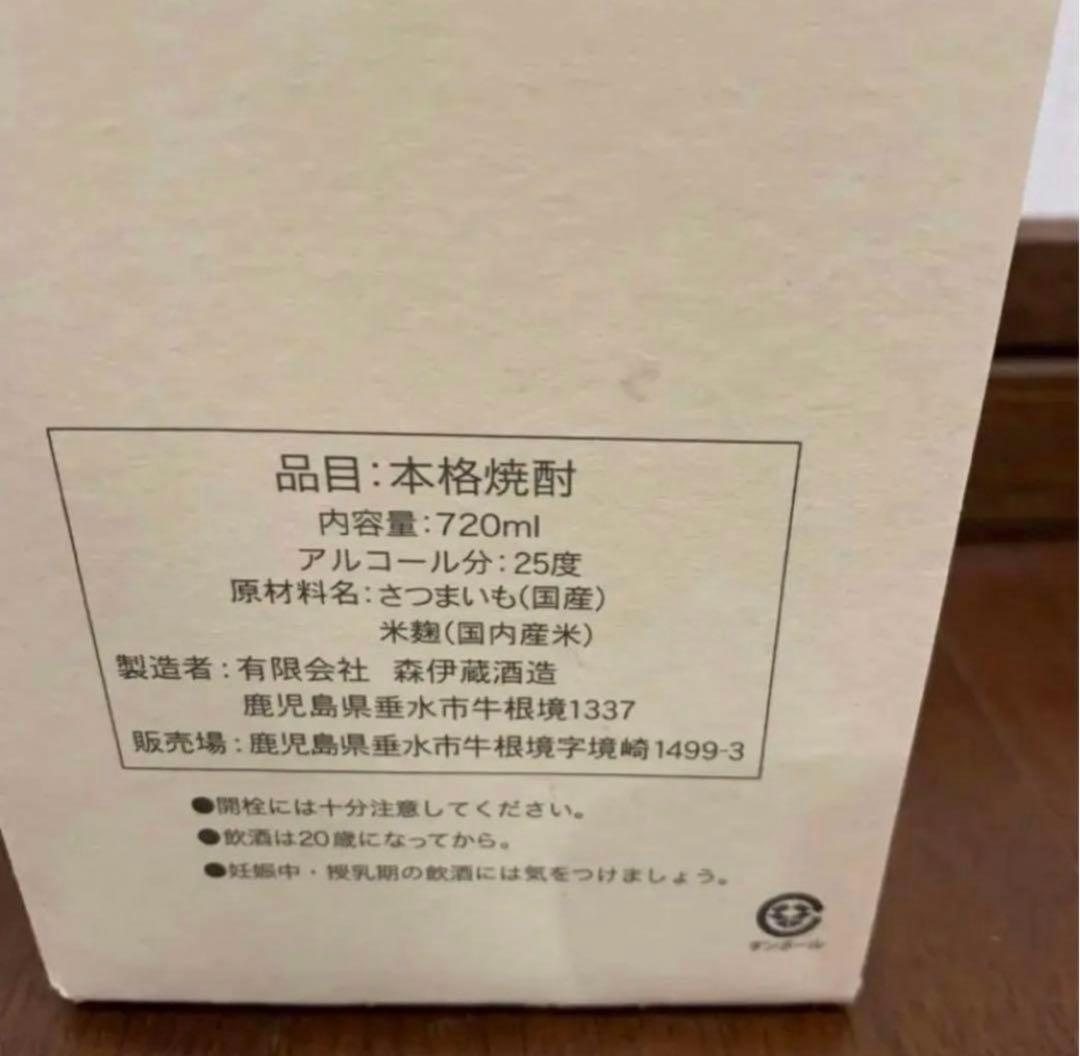 品目:本格焼酎
内容量:720ml
アルコール分:25度
原材料名:さつまいも(国産)
米麹(国内産米)
製造者:有限会社 森伊蔵酒造
鹿児島県垂水市牛根境1337
販売場:鹿児島県垂水市牛根境字境崎1499-3
●開栓には十分注意してください。
●飲酒は20歳になってから。
●妊娠中・授乳期の飲酒には気をつけましょう。
ダンボール